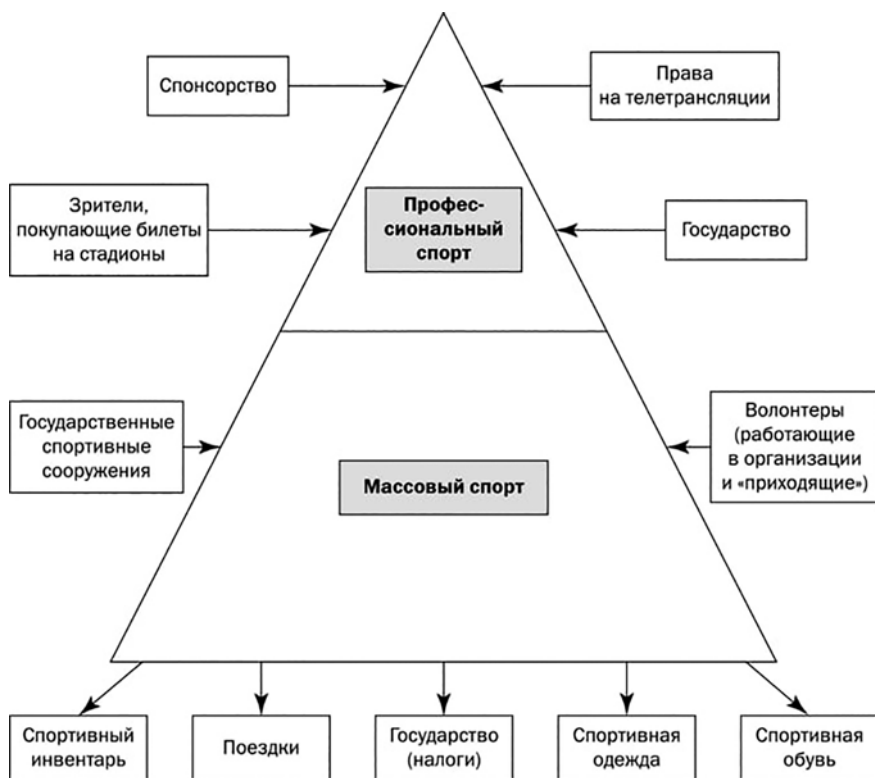 Спонсорство
Права
на телетрансляции
Зрители,
покупающие билеты
на стадионы
Профес-
сиональный
спорт
Государство
Государственные
спортивные
сооружения
Волонтеры
(работающие
в организации
и «приходящие»)
Массовый спорт
Спортивный
инвентарь
Поездки
Государство
(налоги)
Спортивная
одежда
Спортивная
обувь